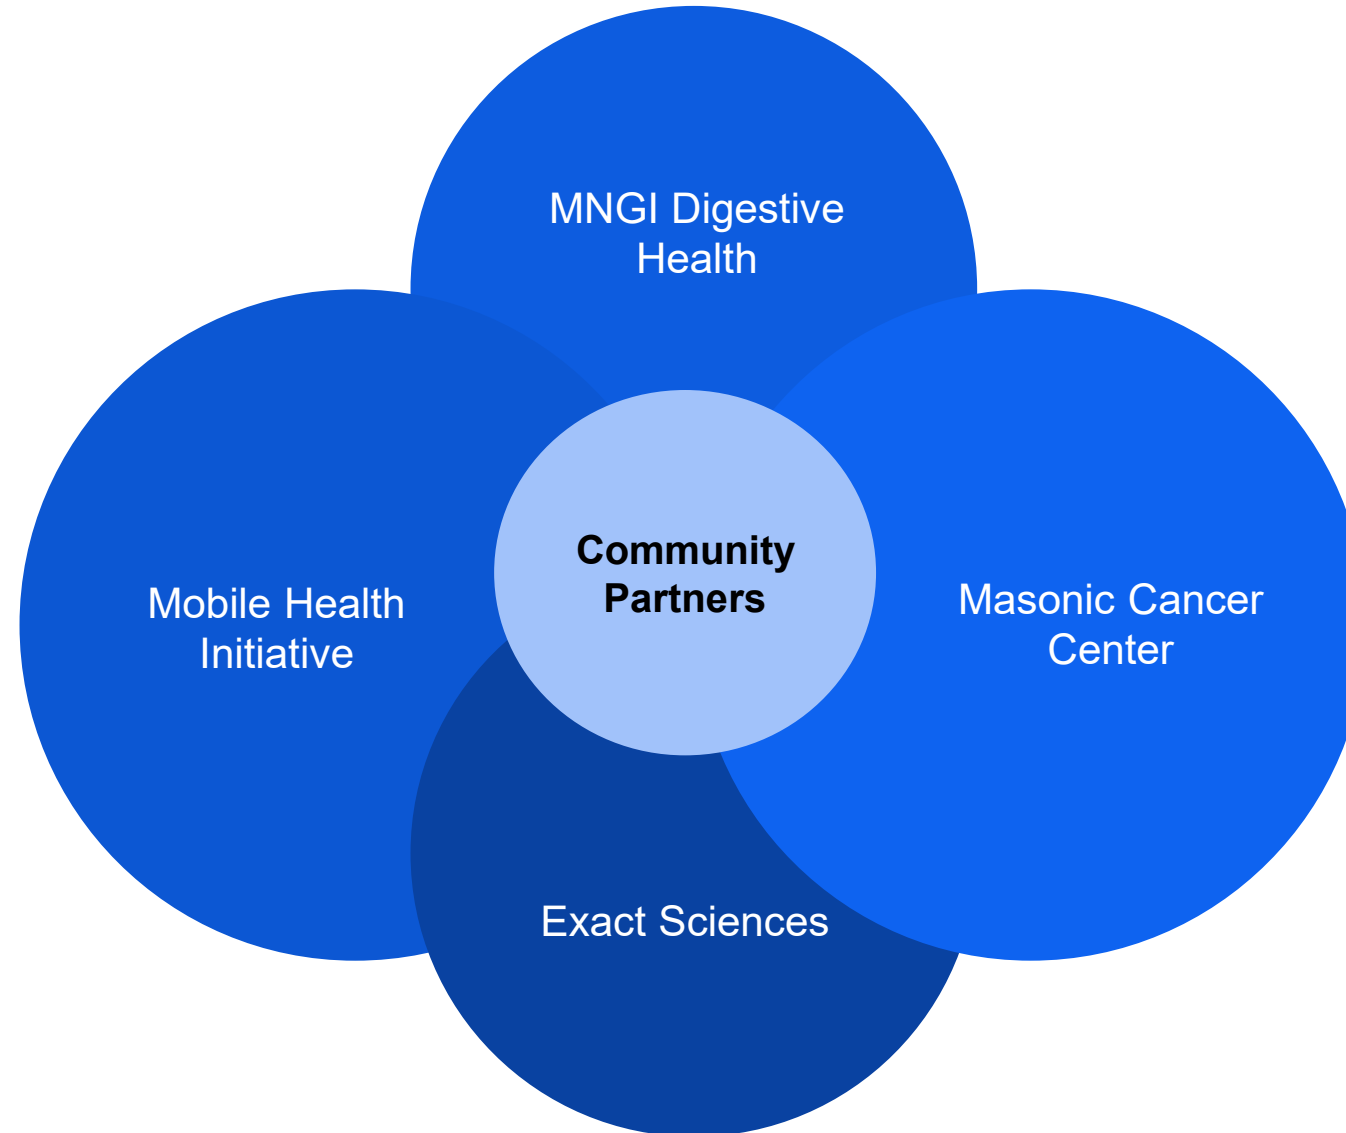 MNGI Digestive
Health
Community
Partners
Mobile Health
Initiative
Masonic Cancer
Center
Exact Sciences